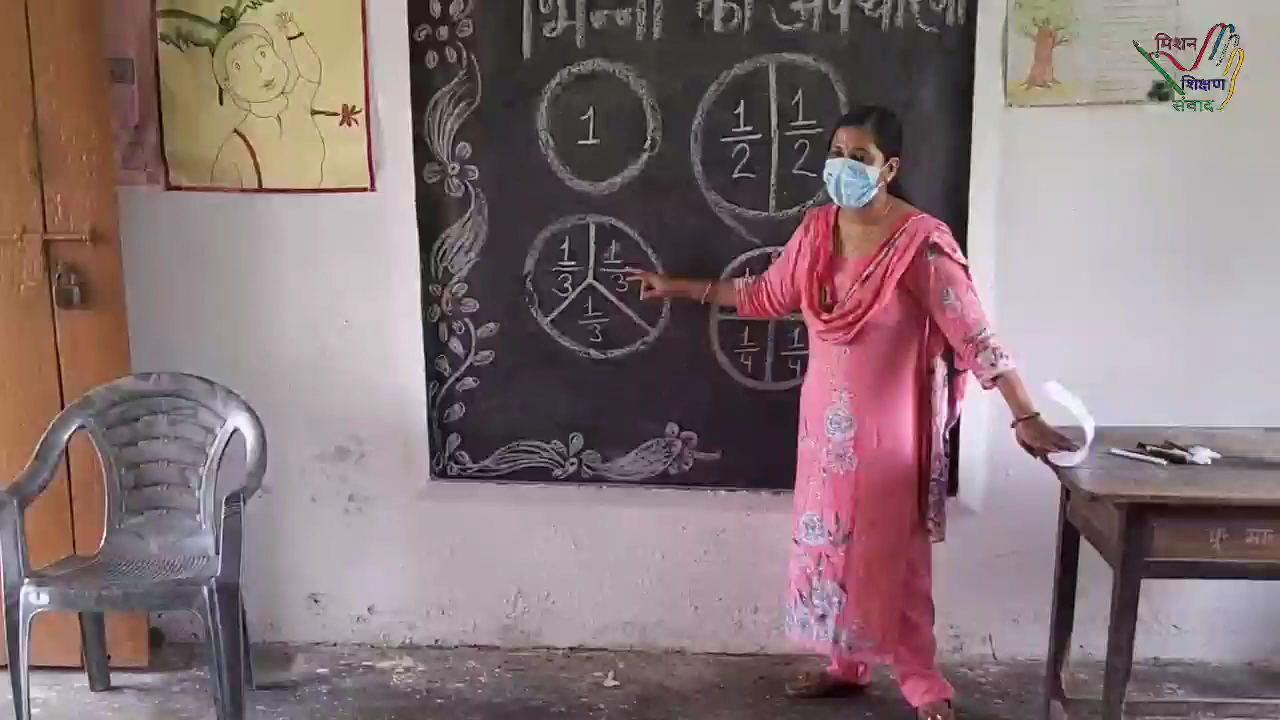 भिन्नों की अवधारणा
1
1/2 1/2
1/3 1/3
1/3
1/4 1/4
मिशन
शिक्षण
संवाद